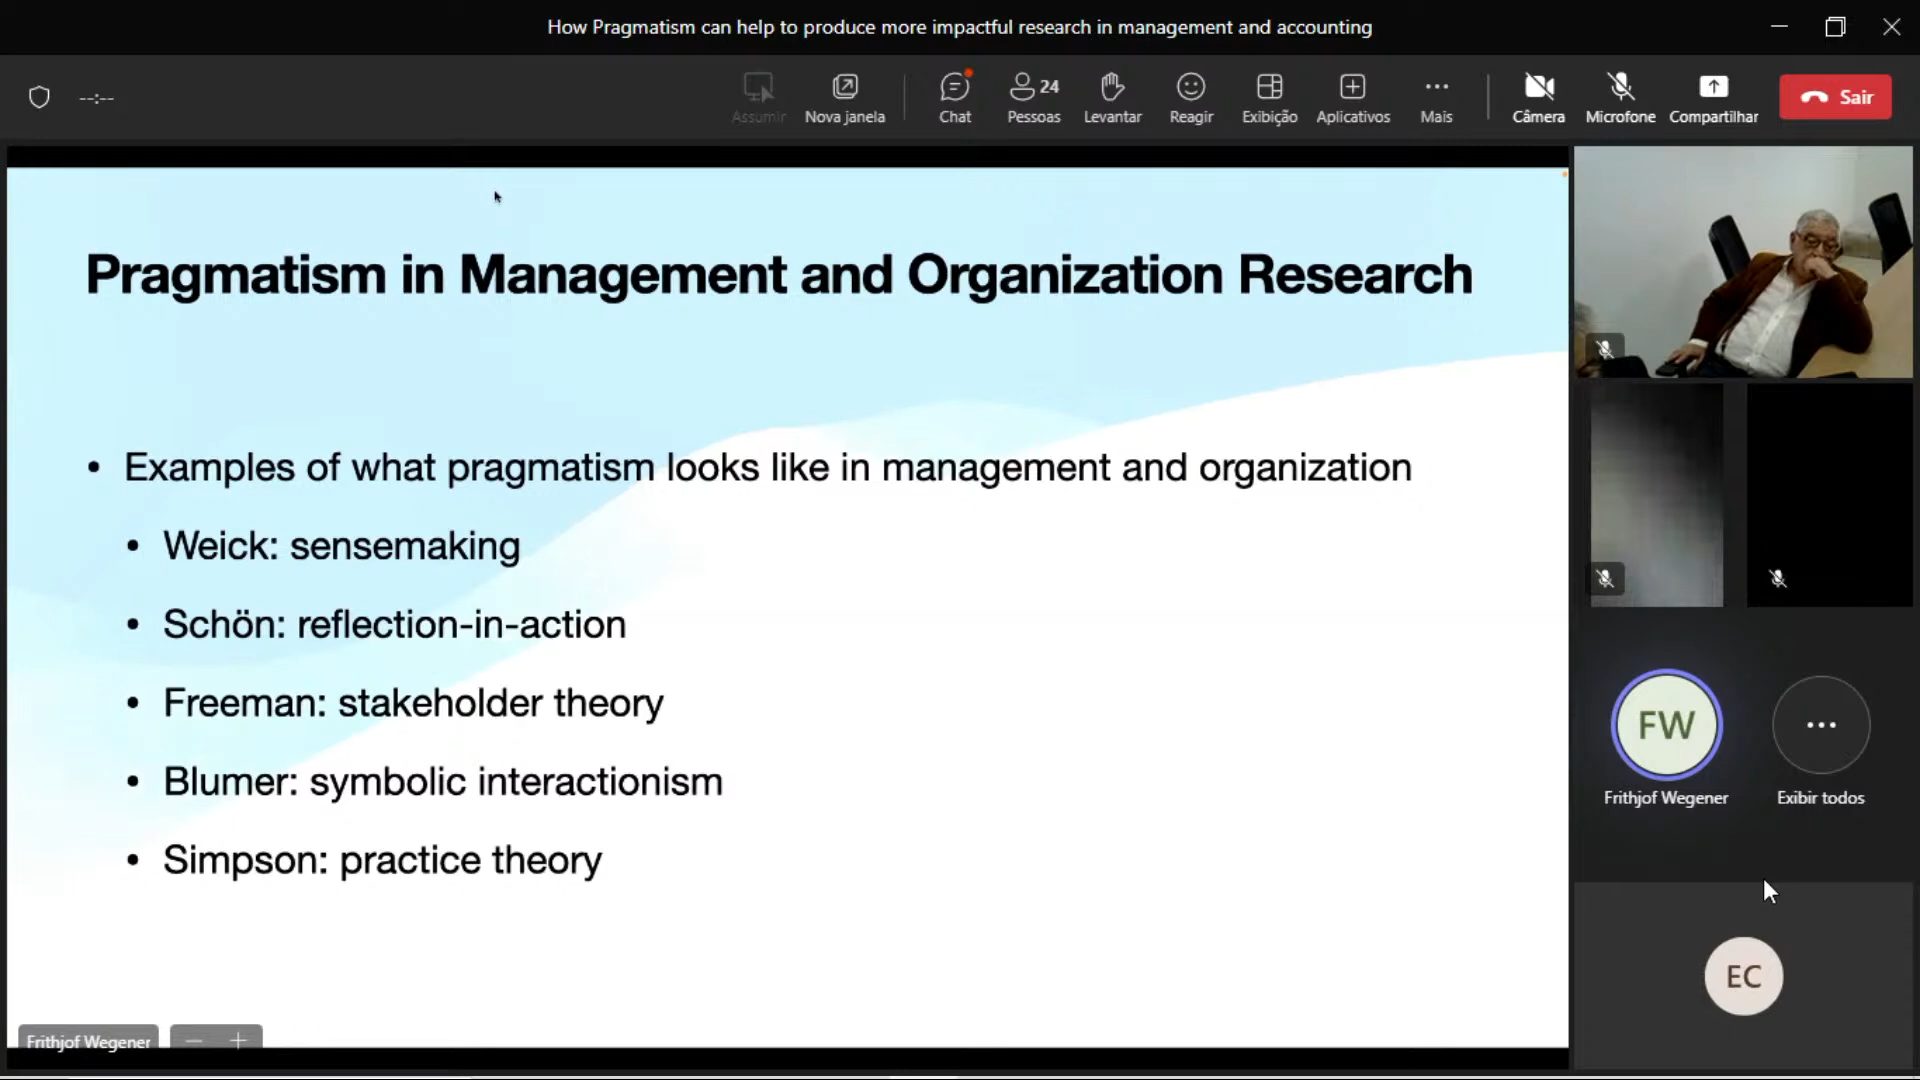 How Pragmatism can help to produce more impactful research in management and accounting
--:--
Assumir
Nova janela
Chat
24
Pessoas
Levantar
Reagir
Exibição
Aplicativos
Mais
Câmera
Microfone
Compartilhar
Sair
Pragmatism in Management and Organization Research
• Examples of what pragmatism looks like in management and organization
• Weick: sensemaking
• Schön: reflection-in-action
• Freeman: stakeholder theory
• Blumer: symbolic interactionism
• Simpson: practice theory
FW
Frithjof Wegener
Exibir todos
EC
Frithjof Wegener